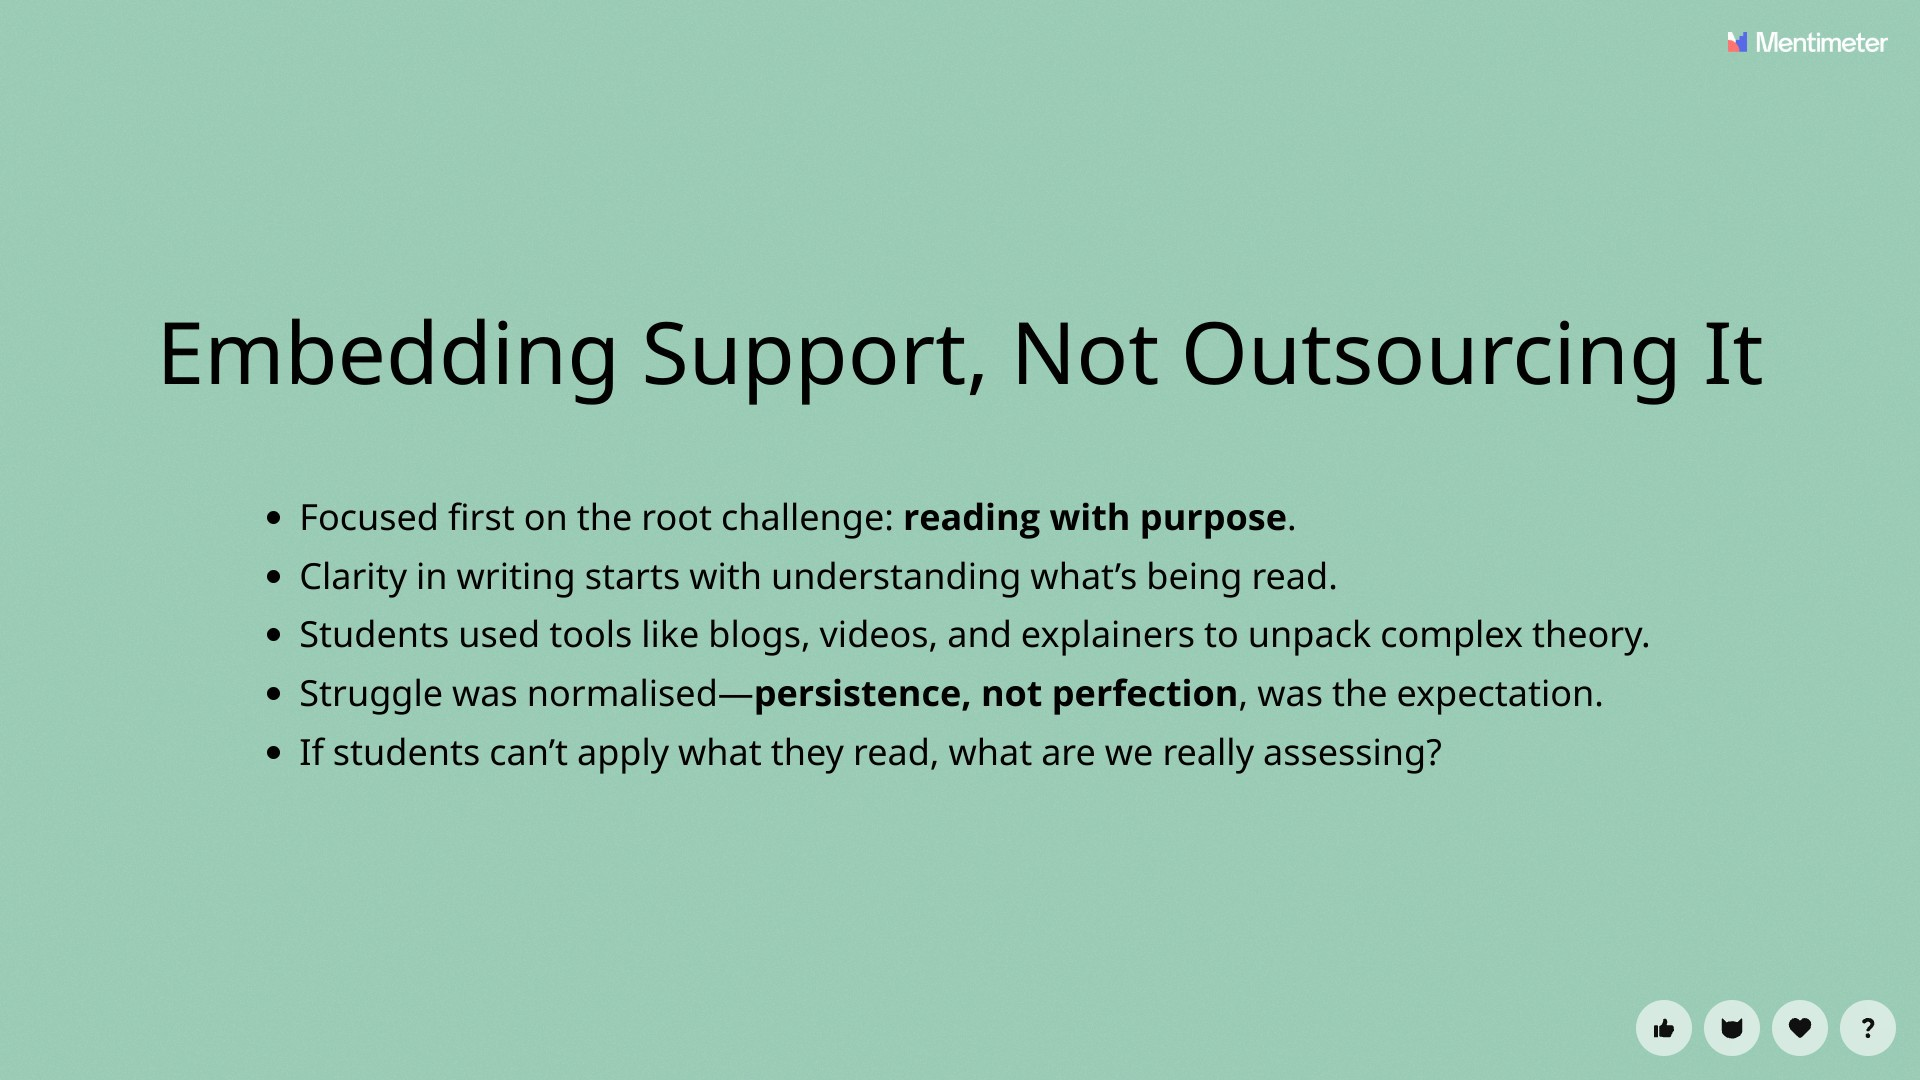 Mentimeter
Embedding Support, Not Outsourcing It
• Focused first on the root challenge: reading with purpose.
• Clarity in writing starts with understanding what’s being read.
• Students used tools like blogs, videos, and explainers to unpack complex theory.
• Struggle was normalised—persistence, not perfection, was the expectation.
• If students can’t apply what they read, what are we really assessing?
?